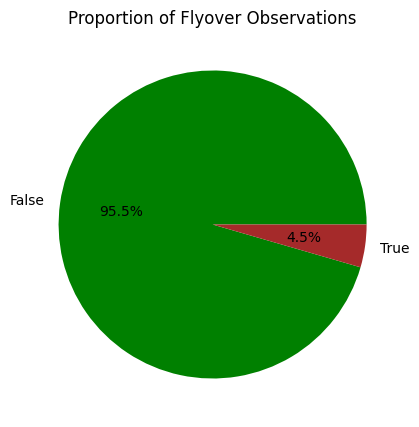 Proportion of Flyover Observations
False
95.5%
4.5%
True